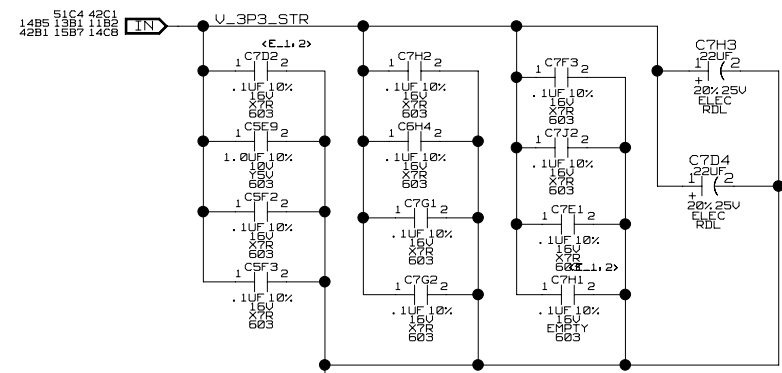 51C4 42C1
14B5 13B1 11B2
42B1 15B7 14C8
IN
V_3P3_STR
<E_1,2>
C7D2
1 2
.1UF 10%
16V
X7R
603
C5E9
1 2
1.0UF 10%
10V
Y5V
603
C5F2
1 2
.1UF 10%
16V
X7R
603
C5F3
1 2
.1UF 10%
16V
X7R
603
C7H2
1 2
.1UF 10%
16V
X7R
603
C6H4
1 2
.1UF 10%
16V
X7R
603
C7G1
1 2
.1UF 10%
16V
X7R
603
C7G2
1 2
.1UF 10%
16V
X7R
603
C7F3
1 2
.1UF 10%
16V
X7R
603
C7J2
1 2
.1UF 10%
16V
X7R
603
C7E1
1 2
.1UF 10%
16V
X7R
603
<E_1,2>
C7H1
1 2
.1UF 10%
16V
EMPTY
603
C7H3
22UF
1 2
+
20% 25V
ELEC
RDL
C7D4
22UF
1 2
+
20% 25V
ELEC
RDL